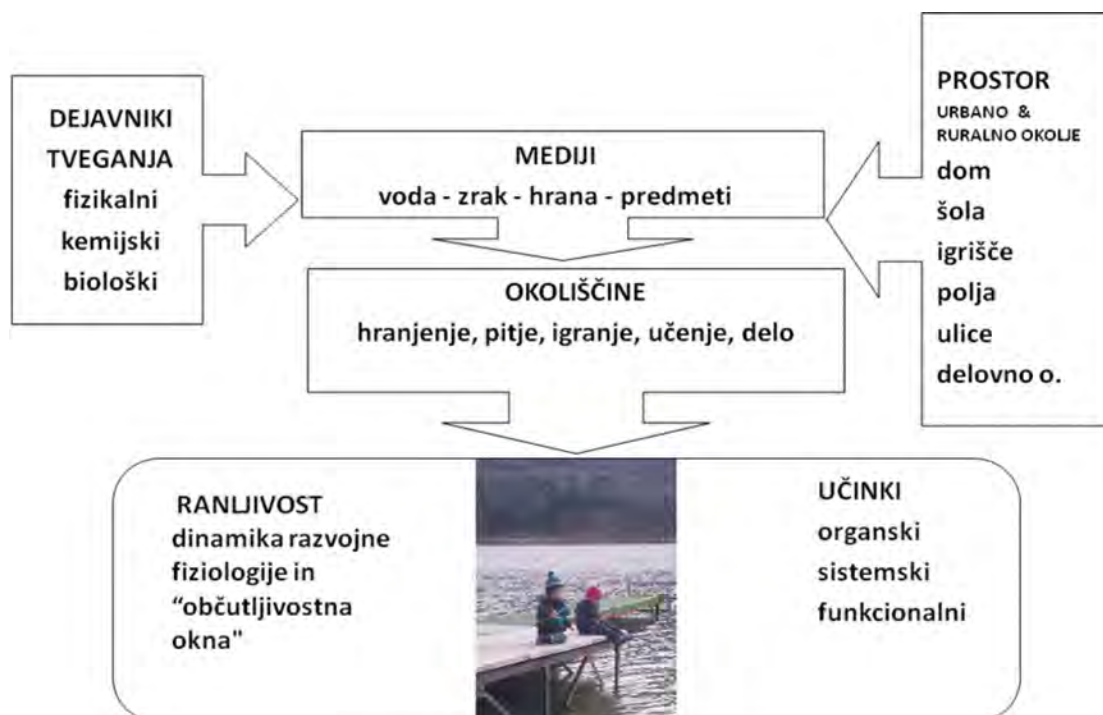 DEJAVNIKI
TVEGANJA
fizikalni
kemijski
biološki
MEDIJI
voda - zrak - hrana - predmeti
PROSTOR
URBANO &
RURALNO OKOLJE
dom
šola
igrišče
polja
ulice
delovno o.
OKOLIŠČINE
hranjenje, pitje, igranje, učenje, delo
RANLJIVOST
dinamika razvojne
fiziologije in
“občutljivostna
okna"
UČINKI
organski
sistemski
funkcionalni